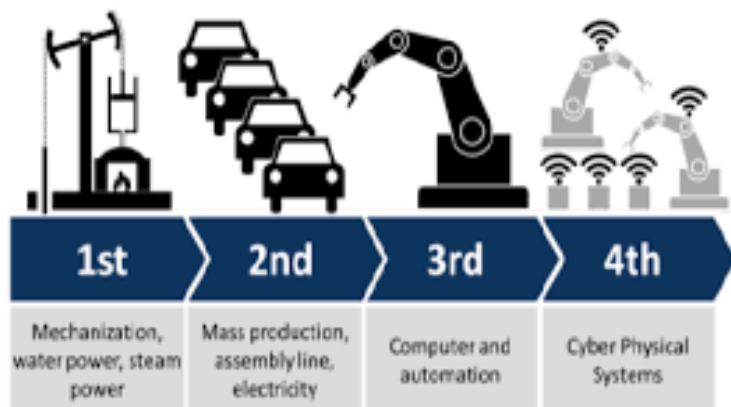 1st
2nd
3rd
4th
Mechanization,
water power, steam
power
Mass production,
assembly line,
electricity
Computer and
automation
Cyber Physical
Systems